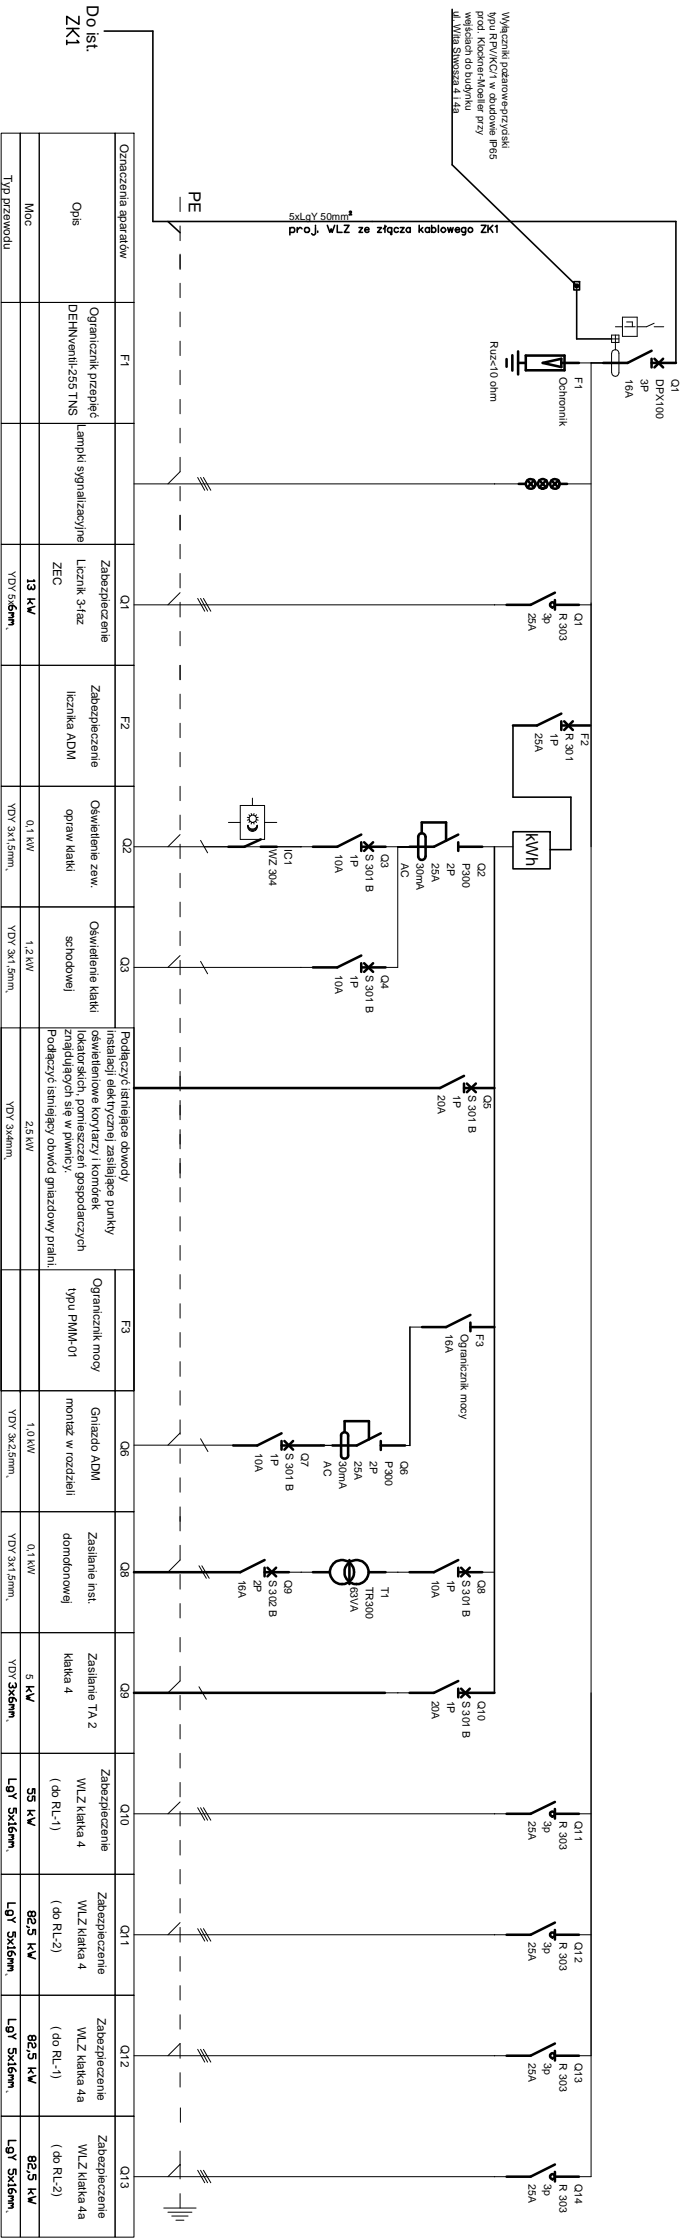 Wyłączniki pożarowe-przyciski
typu RPV/KC/1 w obudowie IP65
prod. Klockner-Moeller przy
wejściach do budynku
ul. Wita Stwosza 4 i 4a
Do ist.
ZK1
PE
5xLgY 50mm²
proj. WLZ ze złącza kablowego ZK1
Q1
DPX100
3P
16A
F1
Ochronnik
Ruz<10 ohm
Q1
R 303
3p
25A
F2
R 301
1P
25A
kWh
Q2
P300
2P
25A
30mA
AC
Q3
S 301 B
1P
10A
IC1
WZ 304
Q4
S 301 B
1P
10A
Q5
S 301 B
1P
20A
F3
Ogranicznik mocy
16A
Q6
P300
2P
25A
30mA
AC
Q7
S 301 B
1P
10A
Q8
S 301 B
1P
10A
T1
TR300
63VA
Q9
S 302 B
2P
16A
Q10
S 301 B
1P
20A
Q11
R 303
3p
25A
Q12
R 303
3p
25A
Q13
R 303
3p
25A
Q14
R 303
3p
25A
Oznaczenia aparatów
Opis
Moc
Typ przewodu
F1
Ogranicznik przepięć
DEHNventil-255 TNS
Lampki sygnalizacyjne
Q1
Zabezpieczenie
Licznik 3-faz
ZEC
13 kW
YDY 5x6mm.
F2
Zabezpieczenie
licznika ADM
Q2
Oświetlenie zew.
opraw klatki
0,1 kW
YDY 3x1,5mm.
Q3
Oświetlenie klatki
schodowej
1,2 kW
YDY 3x1,5mm.
Podłączyć istniejące obwody
instalacji elektrycznej zasilające punkty
oświetleniowe korytarzy i komórek
lokatorskich, pomieszczeń gospodarczych
znajdujących się w piwnicy.
Podłączyć istniejący obwód gniazdowy pralni.
2,5 kW
YDY 3x4mm.
F3
Ogranicznik mocy
typu PMM-01
Q6
Gniazdo ADM
montaż w rozdzieli
1,0 kW
YDY 3x2,5mm.
Q8
Zasilanie inst.
domofonowej
0,1 kW
YDY 3x1,5mm.
Q9
Zasilanie TA 2
klatka 4
5 kW
YDY 3x6mm.
Q10
Zabezpieczenie
WLZ klatka 4
( do RL-1)
55 kW
LgY 5x16mm.
Q11
Zabezpieczenie
WLZ klatka 4
( do RL-2)
82,5 kW
LgY 5x16mm.
Q12
Zabezpieczenie
WLZ klatka 4a
( do RL-1)
82,5 kW
LgY 5x16mm.
Q13
Zabezpieczenie
WLZ klatka 4a
( do RL-2)
82,5 kW
LgY 5x16mm.